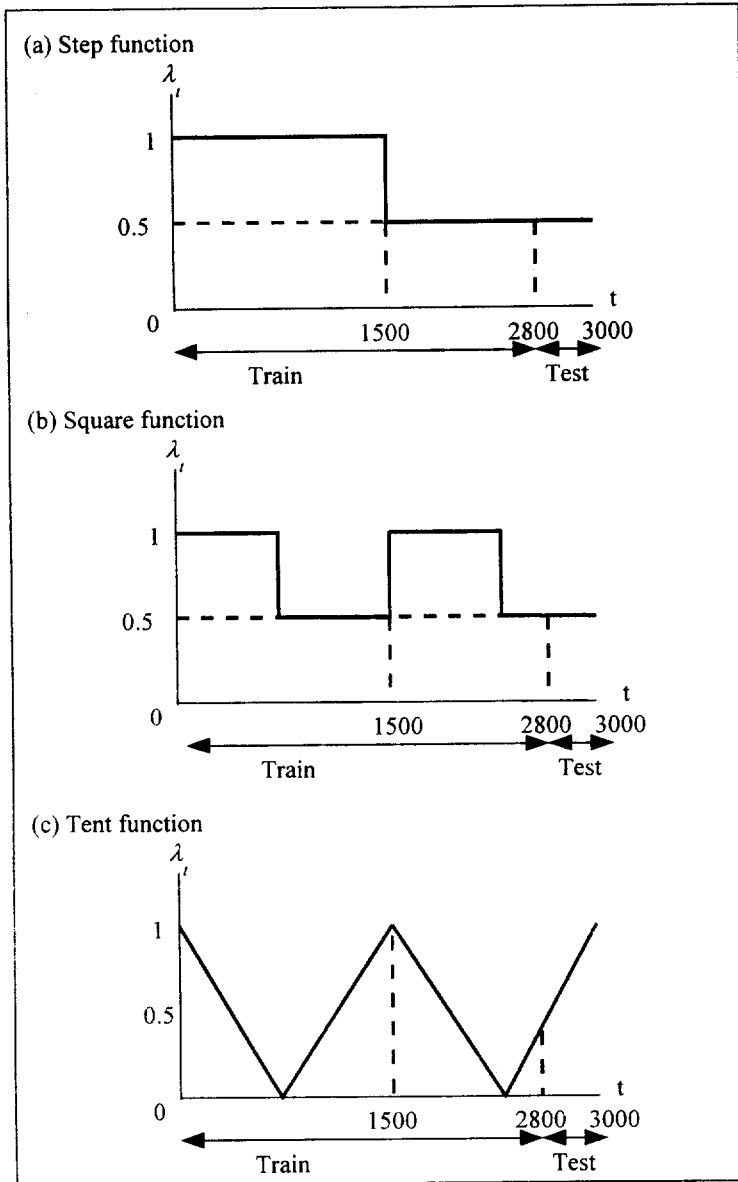 (a) Step function
λt
1
0.5
0
t
1500 2800 3000
Train Test
(b) Square function
λt
1
0.5
0
t
1500 2800 3000
Train Test
(c) Tent function
λt
1
0.5
0
t
1500 2800 3000
Train Test